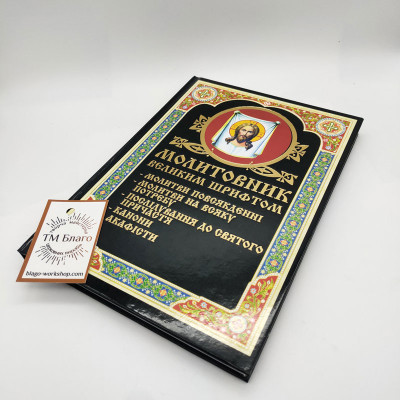 МОЛИТОВНИК
ВЕЛИКИМ ШРИФТОМ
- МОЛИТВИ ПОВСЯКДЕННІ
- МОЛИТВИ НА ВСЯКУ
ПОТРЕБУ
- ПОСЛІДУВАННЯ ДО СВЯТОГО
ПРИЧАСТЯ
- КАНОНИ
- АКАФІСТИ
ТМ Благо
blago-workshop.com